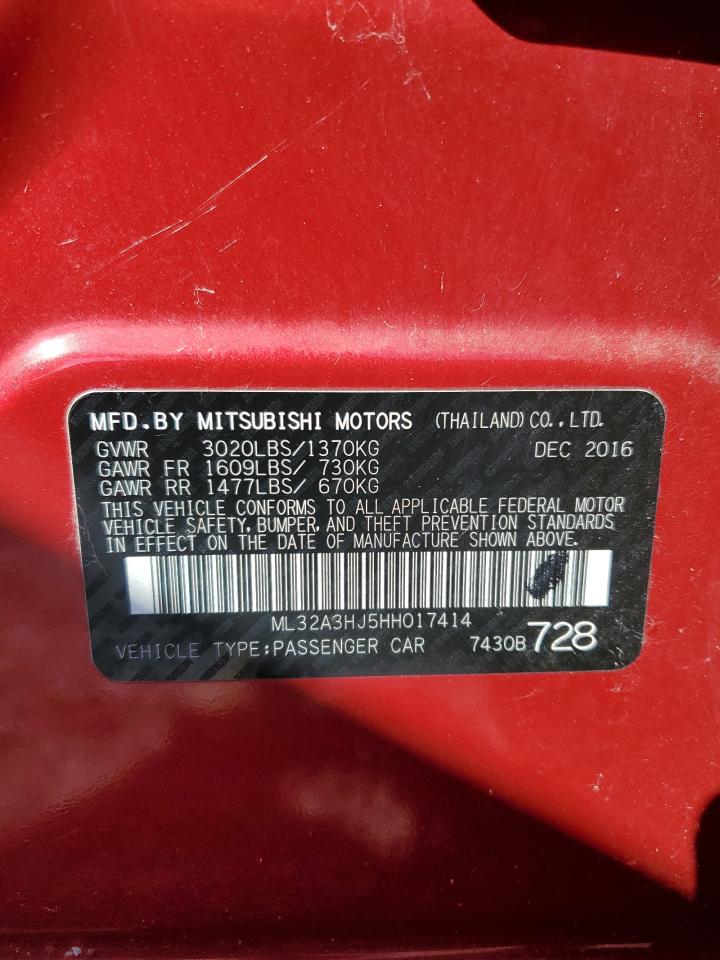 MFD.BY MITSUBISHI MOTORS (THAILAND) CO., LTD.
GVWR 3020LBS/1370KG DEC 2016
GAWR FR 1609LBS/ 730KG
GAWR RR 1477LBS/ 670KG
THIS VEHICLE CONFORMS TO ALL APPLICABLE FEDERAL MOTOR
VEHICLE SAFETY, BUMPER, AND THEFT PREVENTION STANDARDS
IN EFFECT ON THE DATE OF MANUFACTURE SHOWN ABOVE.
ML32A3HJ5HH017414
VEHICLE TYPE:PASSENGER CAR 7430B 728